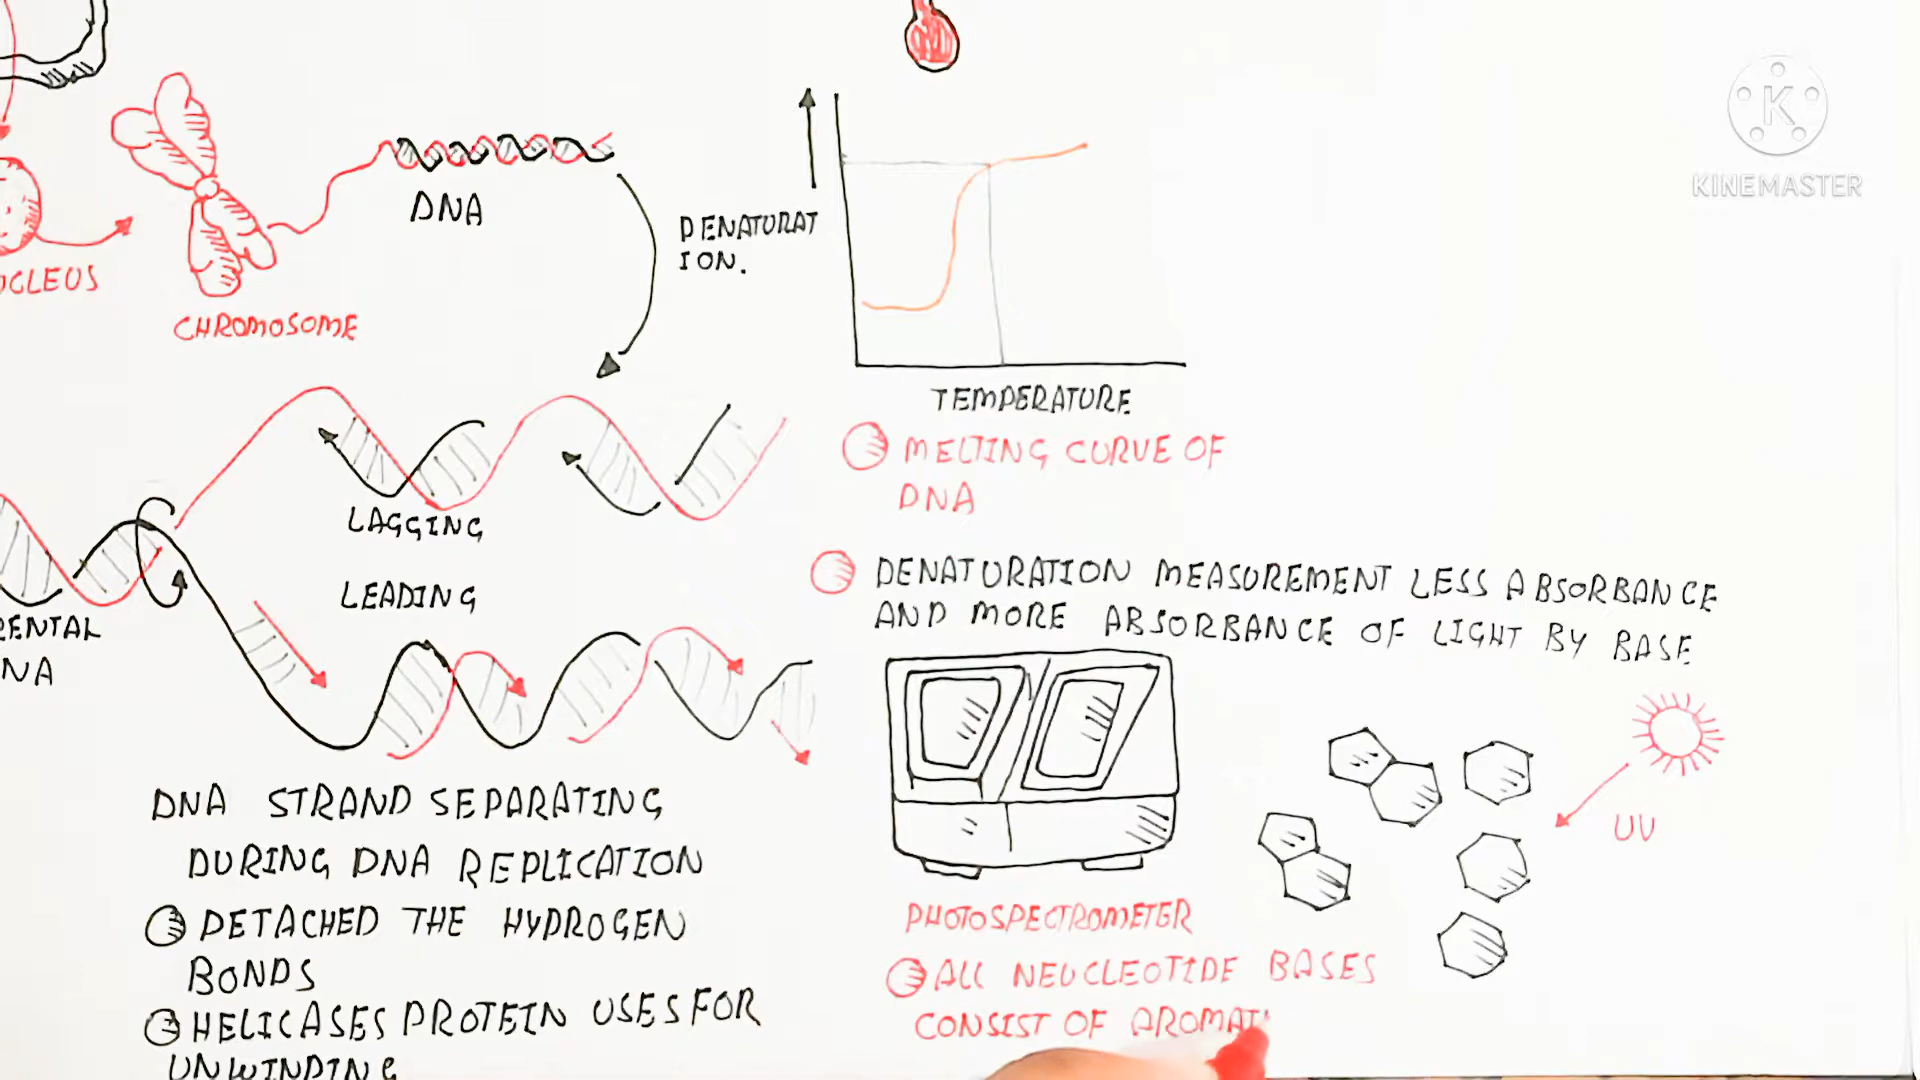 KINEMASTER
DNA
DENATURAT
ION.
CHROMOSOME
TEMPERATURE
MELTING CURVE OF
DNA
LAGGING
LEADING
DENATURATION MEASUREMENT LESS ABSORBANCE
AND MORE ABSORBANCE OF LIGHT BY BASE
UV
DNA STRAND SEPARATING
DURING DNA REPLICATION
DETACHED THE HYDROGEN
BONDS
HELICASES PROTEIN USES FOR
UNWINDING
PHOTOSPECTROMETER
ALL NEUCLEOTIDE BASES
CONSIST OF AROMAT